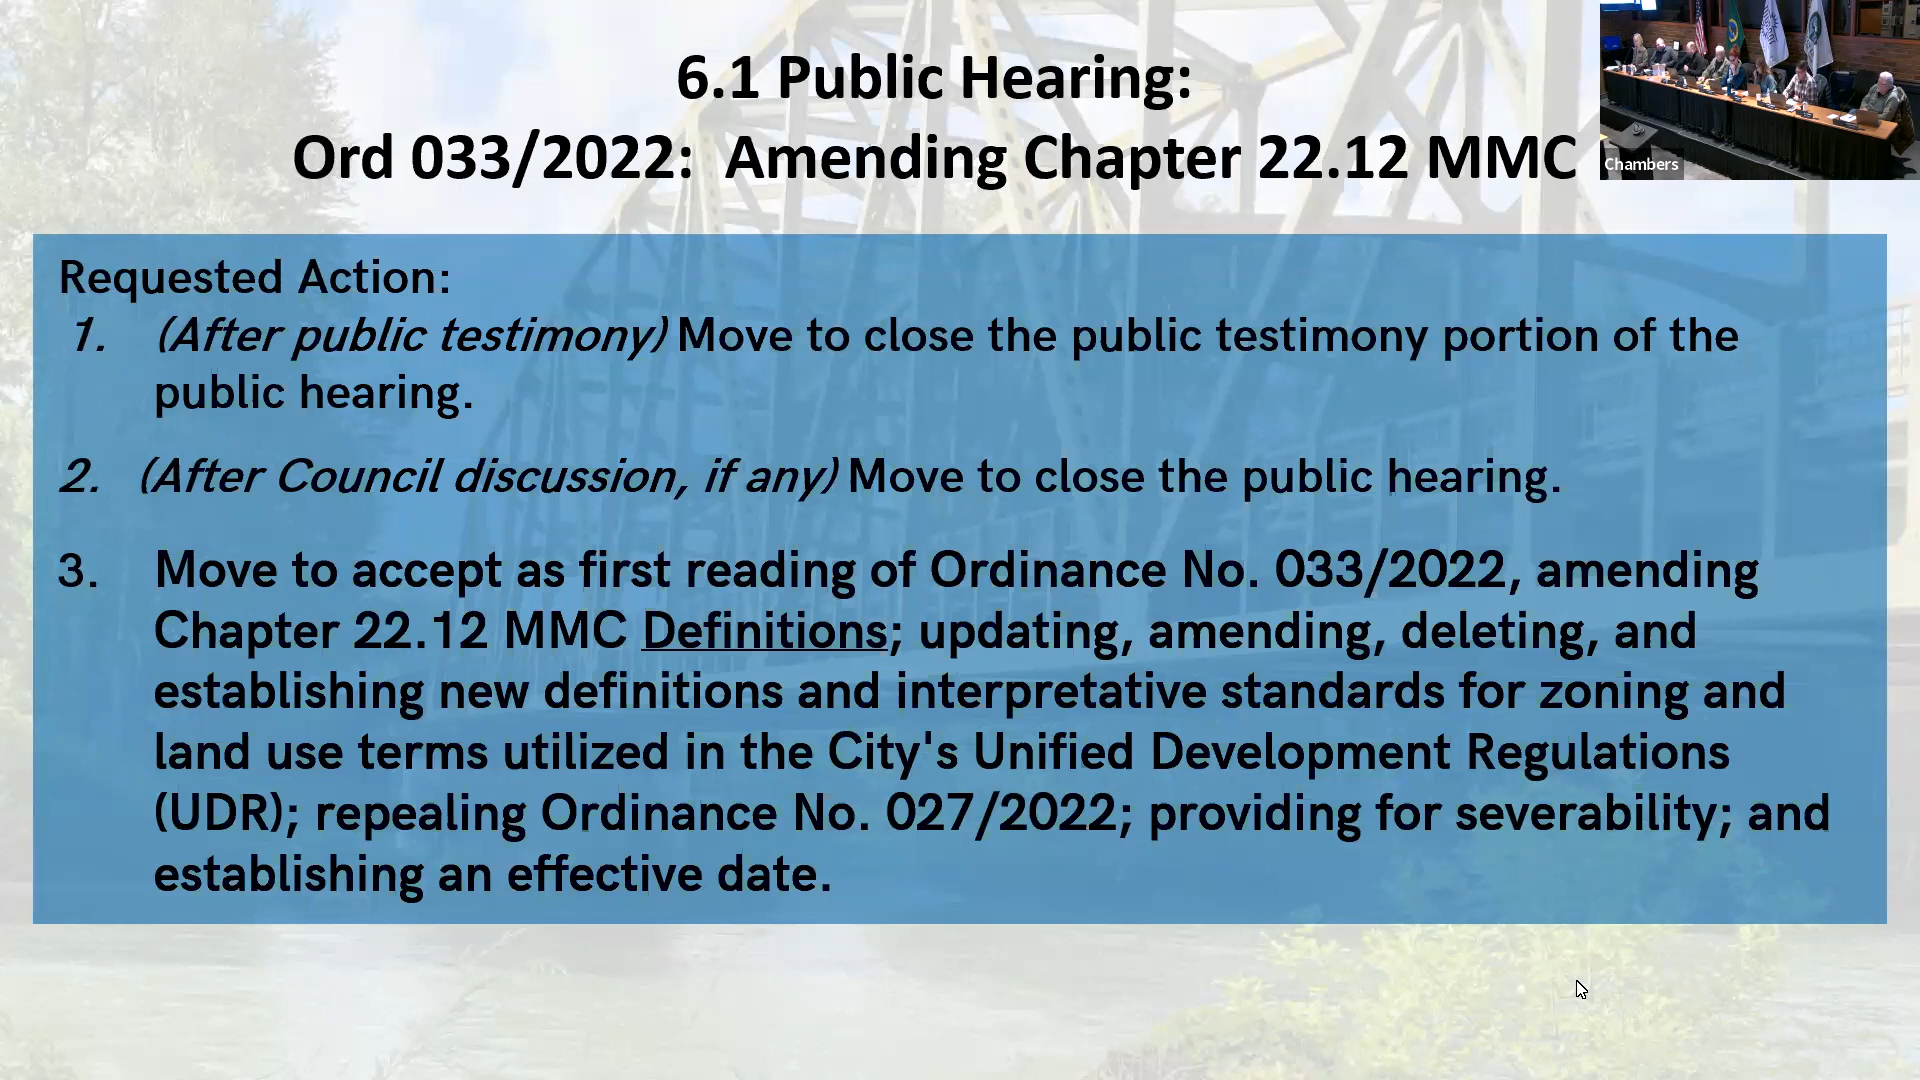 6.1 Public Hearing:
Ord 033/2022: Amending Chapter 22.12 MMC
Chambers
Requested Action:
1. (After public testimony) Move to close the public testimony portion of the
public hearing.
2. (After Council discussion, if any) Move to close the public hearing.
3. Move to accept as first reading of Ordinance No. 033/2022, amending
Chapter 22.12 MMC Definitions; updating, amending, deleting, and
establishing new definitions and interpretative standards for zoning and
land use terms utilized in the City's Unified Development Regulations
(UDR); repealing Ordinance No. 027/2022; providing for severability; and
establishing an effective date.